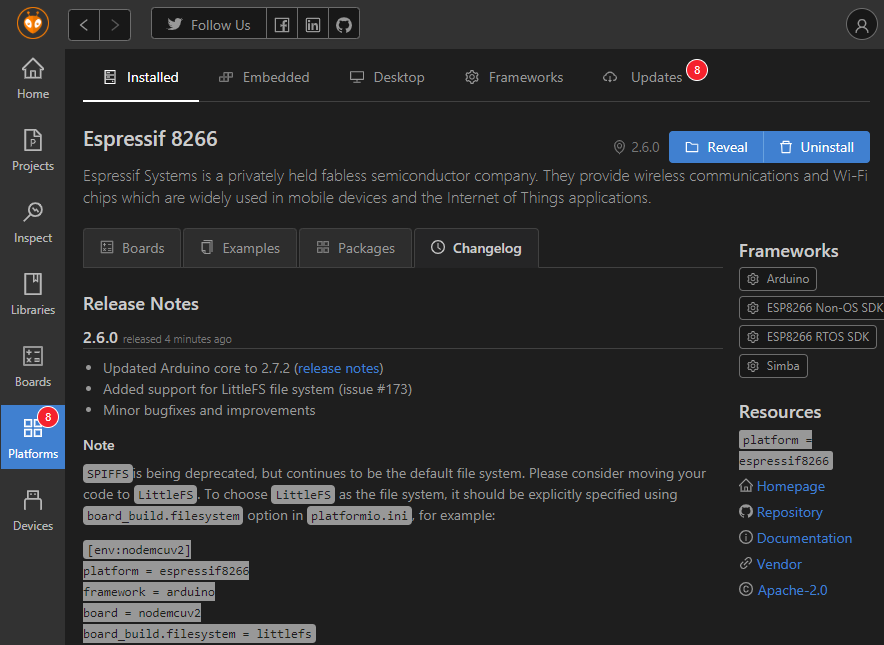 Follow Us
Home
Projects
Inspect
Libraries
Boards
8
Platforms
Devices
Installed
Embedded
Desktop
Frameworks
Updates 8
Espressif 8266
2.6.0
Reveal
Uninstall
Espressif Systems is a privately held fabless semiconductor company. They provide wireless communications and Wi-Fi
chips which are widely used in mobile devices and the Internet of Things applications.
Boards
Examples
Packages
Changelog
Release Notes
2.6.0 released 4 minutes ago
Updated Arduino core to 2.7.2 (release notes)
Added support for LittleFS file system (issue #173)
Minor bugfixes and improvements
Note
SPIFFS is being deprecated, but continues to be the default file system. Please consider moving your
code to LittleFS. To choose LittleFS as the file system, it should be explicitly specified using
board_build.filesystem option in platformio.ini, for example:
[env:nodemcuv2]
platform = espressif8266
framework = arduino
board = nodemcuv2
board_build.filesystem = littlefs
Frameworks
Arduino
ESP8266 Non-OS SDK
ESP8266 RTOS SDK
Simba
Resources
platform =
espressif8266
Homepage
Repository
Documentation
Vendor
Apache-2.0